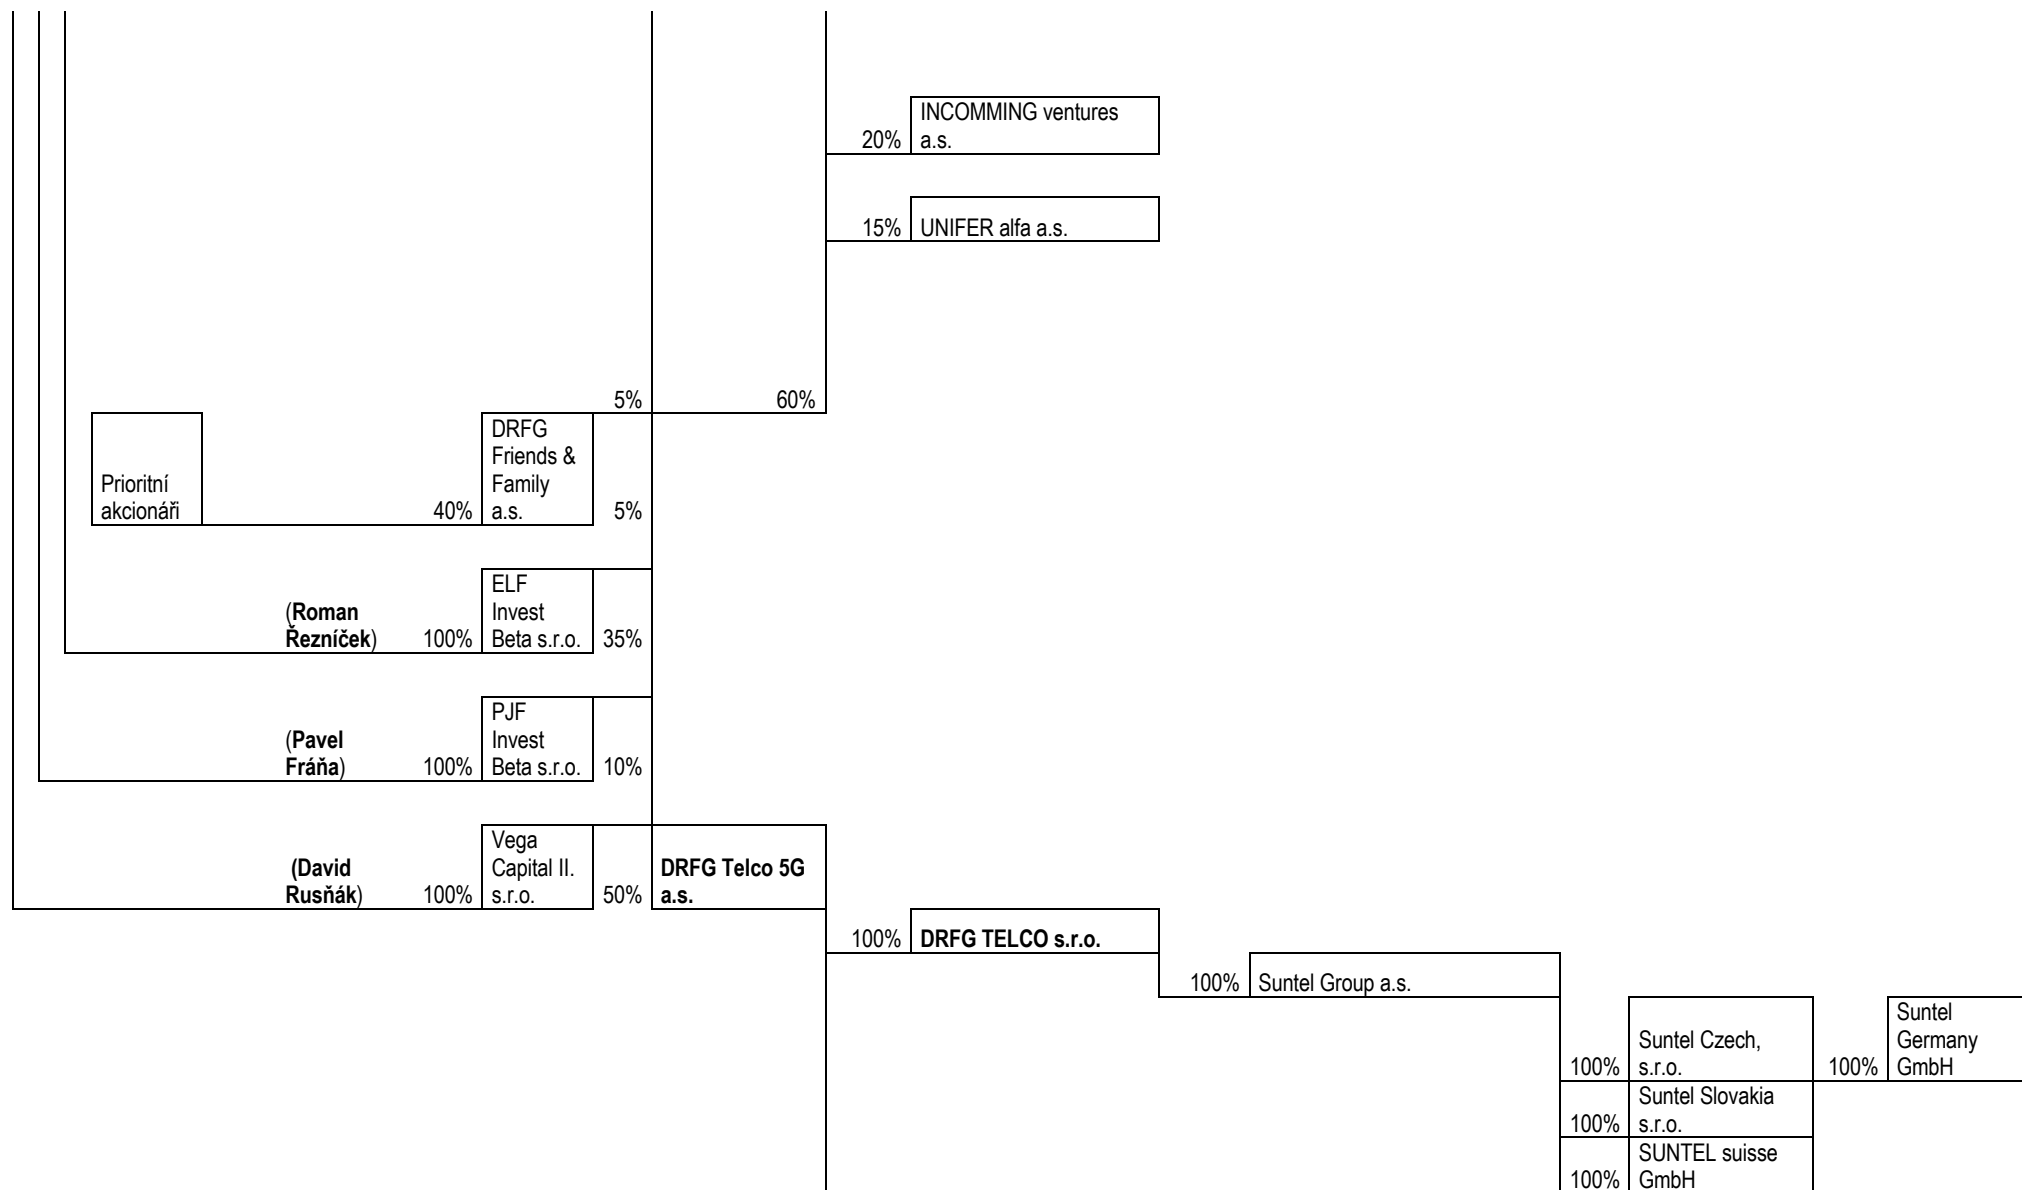 INCOMMING ventures
20% a.s.
15% UNIFER alfa a.s.
5% 60%
DRFG
Friends &
Prioritní Family
akcionáři 40% a.s. 5%
ELF
(Roman Invest
Řezníček) 100% Beta s.r.o. 35%
PJF
(Pavel Invest
Fráňa) 100% Beta s.r.o. 10%
Vega
(David Capital II. DRFG Telco 5G
Rusňák) 100% s.r.o. 50% a.s.
100% DRFG TELCO s.r.o.
100% Suntel Group a.s.
Suntel
Suntel Czech, Germany
100% s.r.o. 100% GmbH
Suntel Slovakia
100% s.r.o.
SUNTEL suisse
100% GmbH